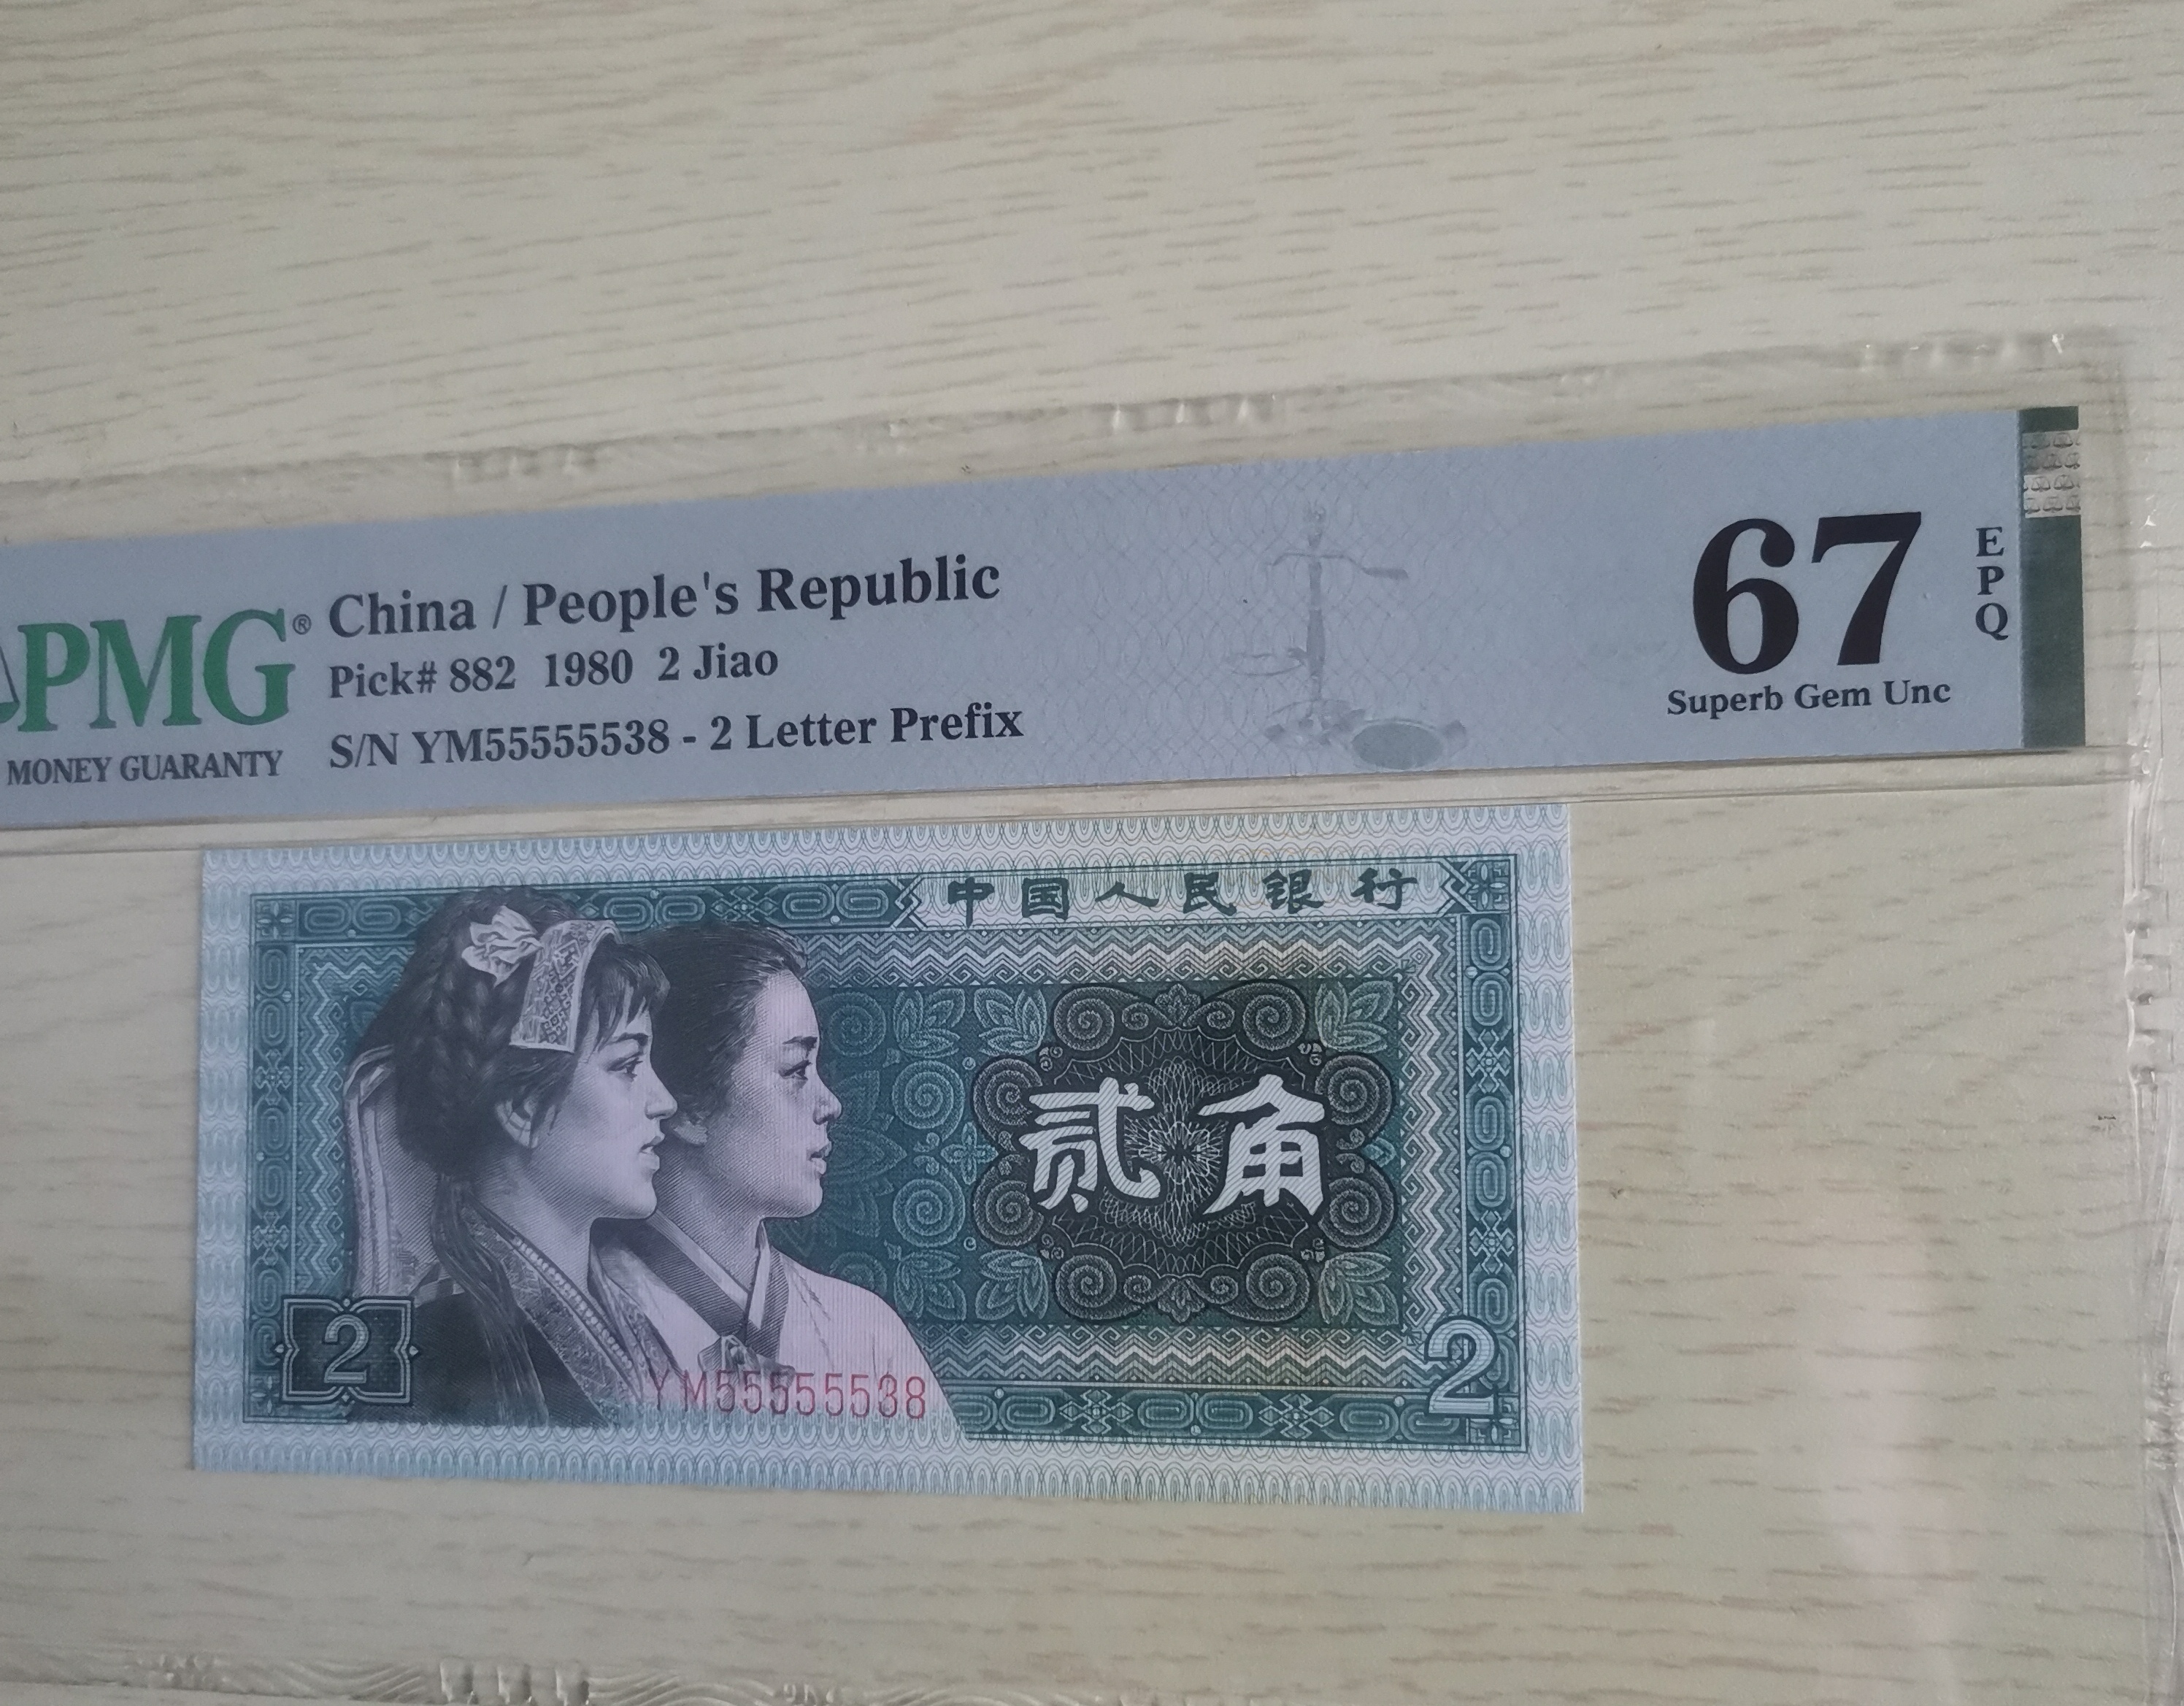 PMG® China / People's Republic
Pick# 882 1980 2 Jiao
MONEY GUARANTY S/N YM55555538 - 2 Letter Prefix
67
EPQ
Superb Gem Unc
中国人民银行
贰角
2
YM55555538
2